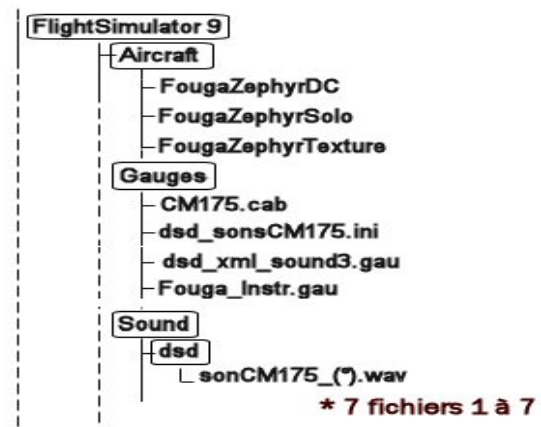 FlightSimulator 9
Aircraft
FougaZephyrDC
FougaZephyrSolo
FougaZephyrTexture
Gauges
CM175.cab
dsd_sonsCM175.ini
dsd_xml_sound3.gau
Fouga_Instr.gau
Sound
dsd
sonCM175_(*).wav
* 7 fichiers 1 à 7